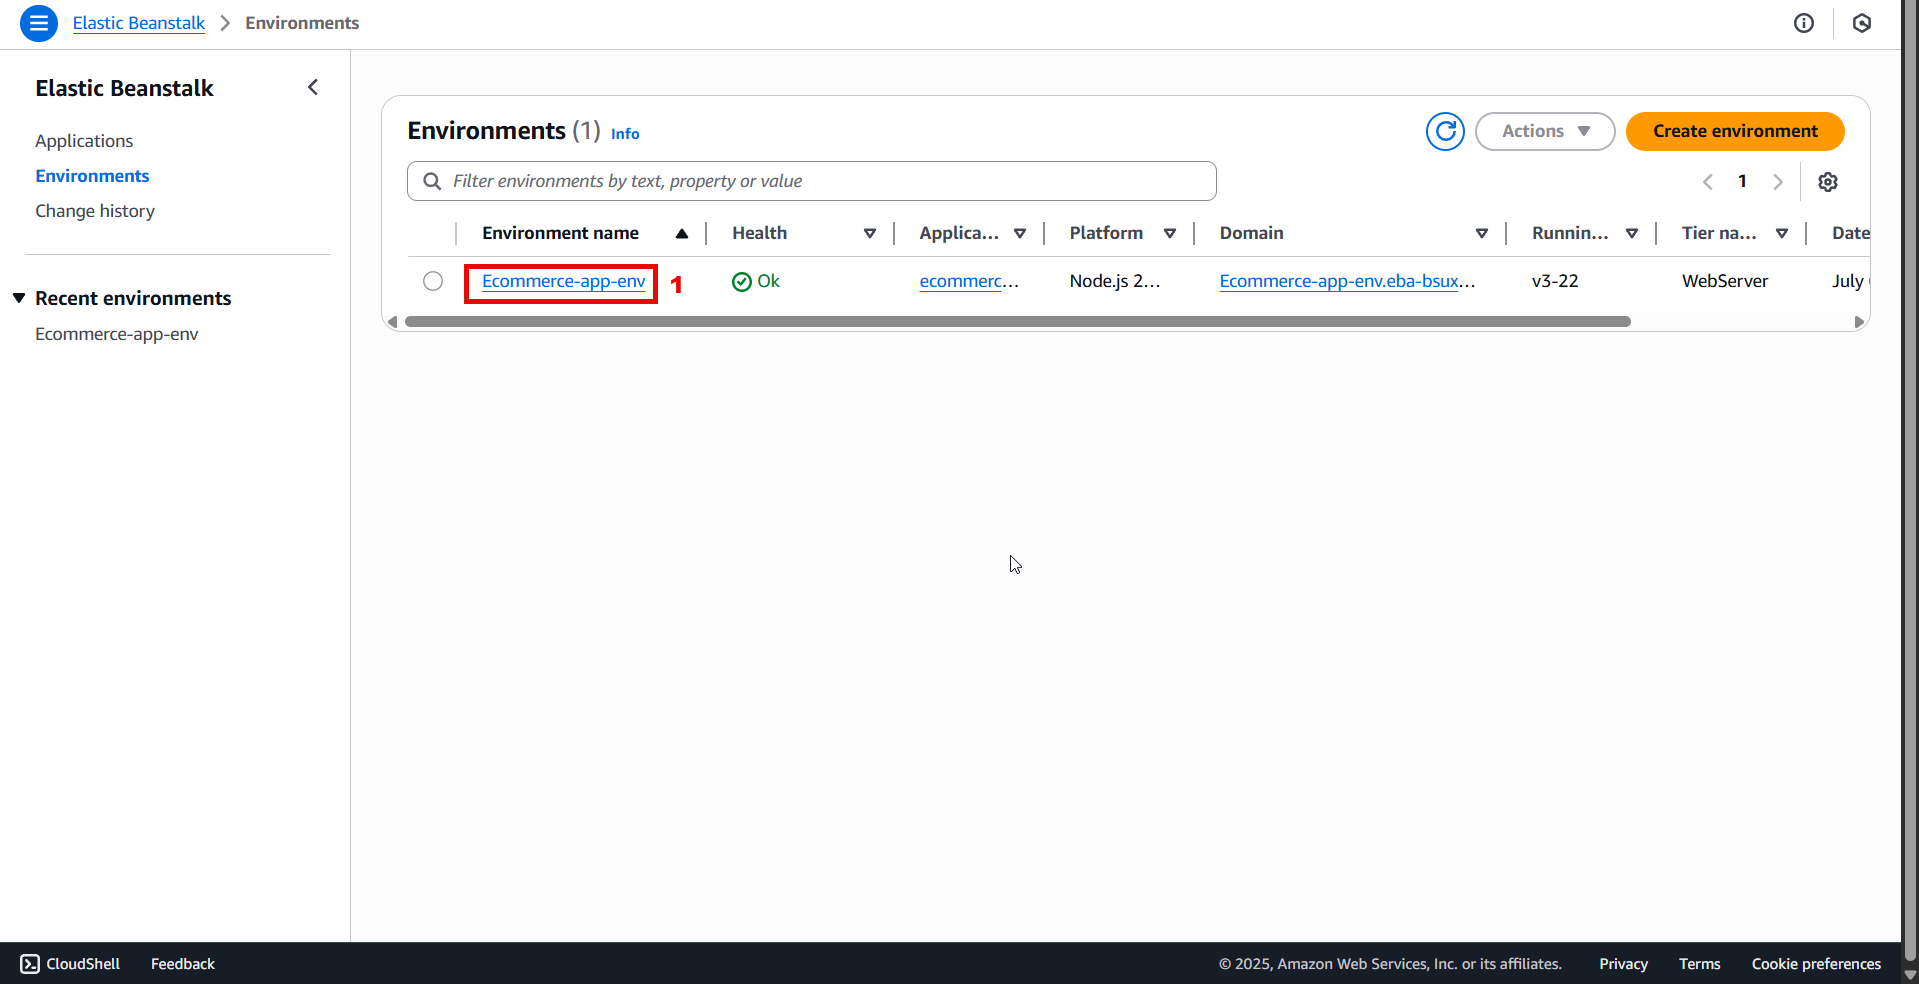 Elastic Beanstalk > Environments
Elastic Beanstalk
Applications
Environments
Change history
Recent environments
Ecommerce-app-env
Environments (1) Info
Actions
Create environment
Filter environments by text, property or value
1
Environment name Health Applica... Platform Domain Runnin... Tier na... Date
Ecommerce-app-env 1 Ok ecommerc... Node.js 2... Ecommerce-app-env.eba-bsux... v3-22 WebServer July
CloudShell Feedback © 2025, Amazon Web Services, Inc. or its affiliates. Privacy Terms Cookie preferences